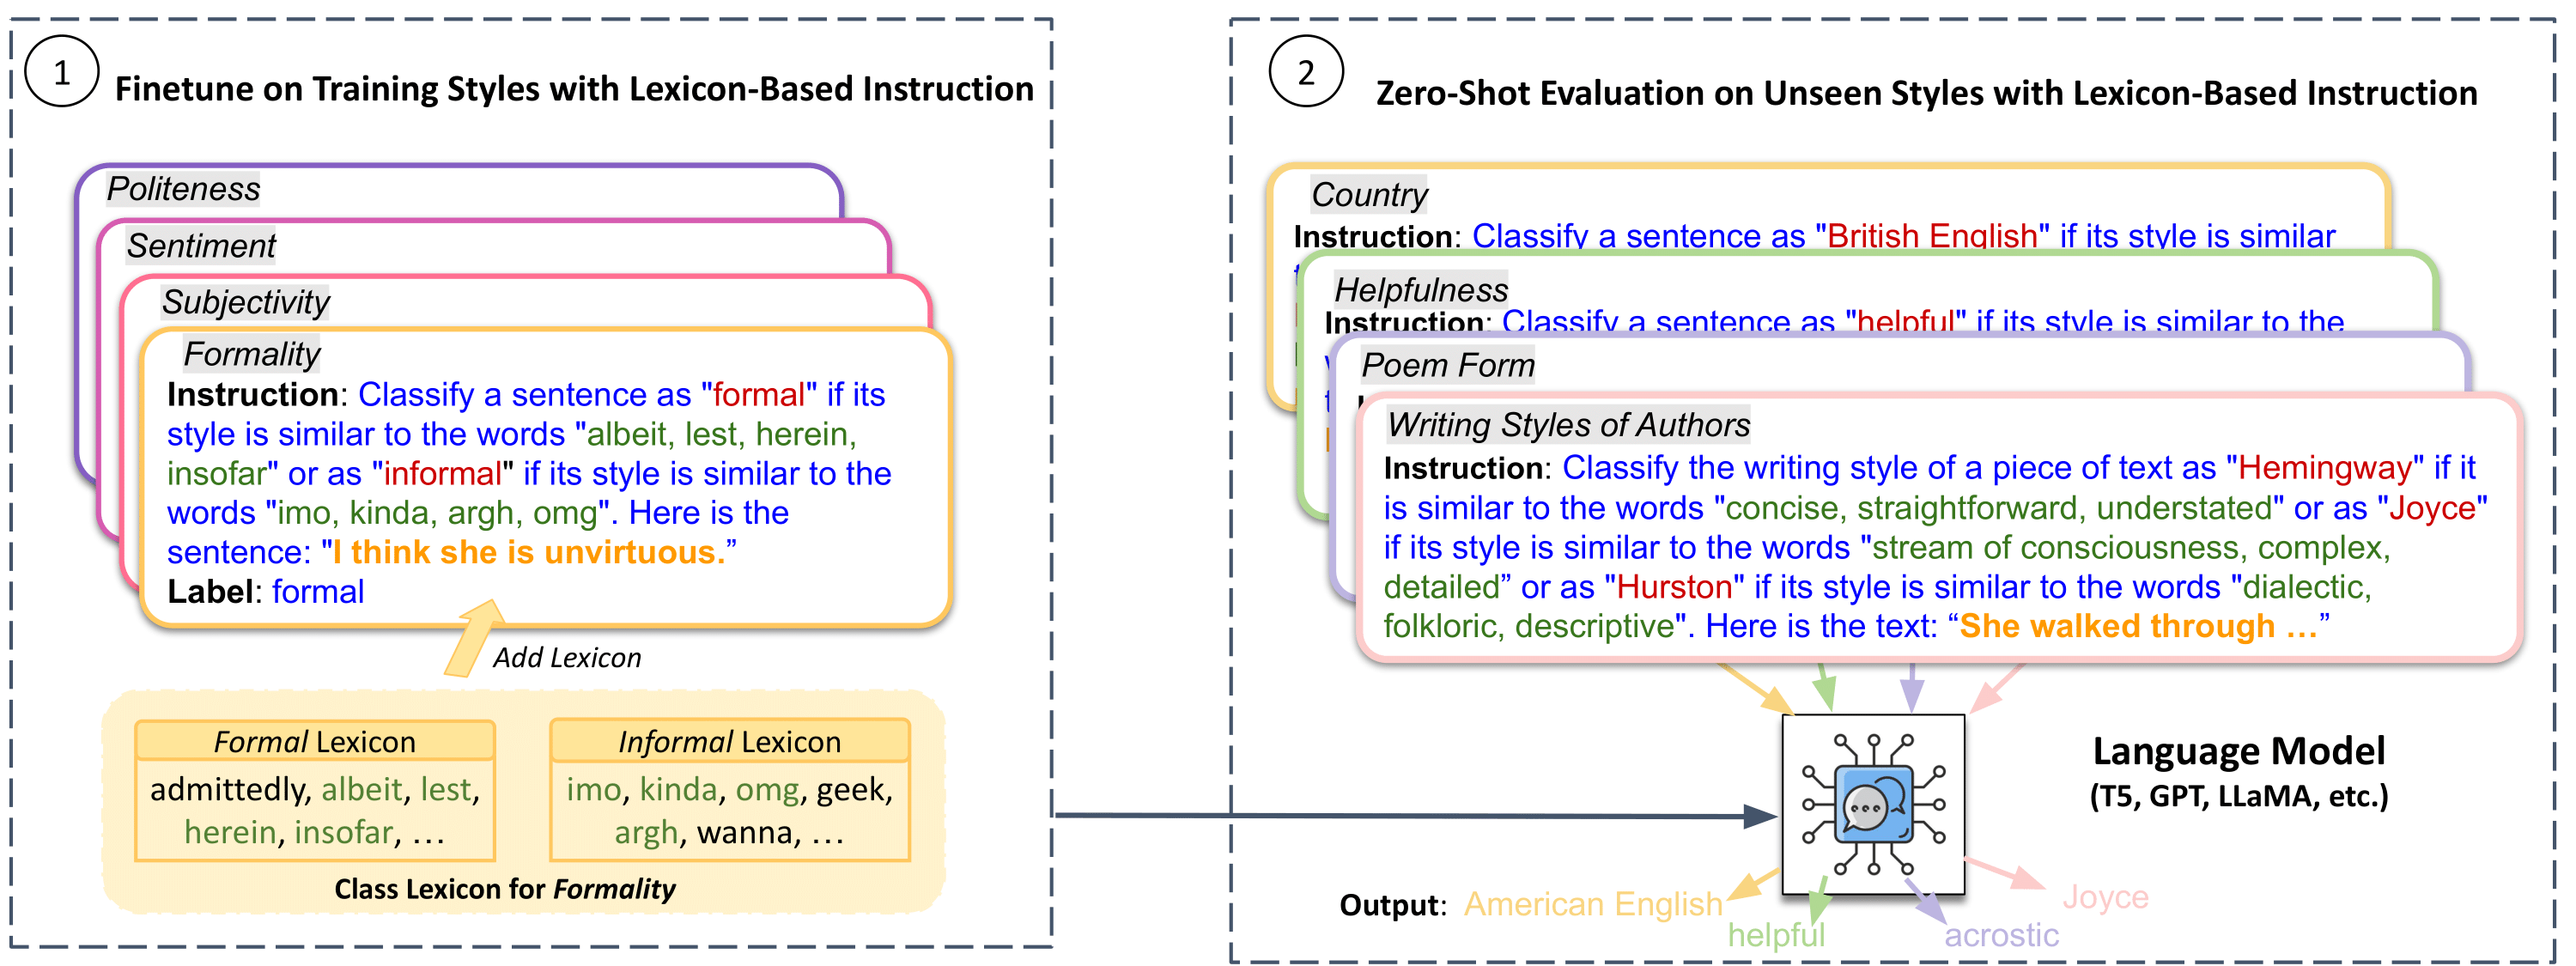 1
Finetune on Training Styles with Lexicon-Based Instruction
Politeness
Sentiment
Subjectivity
Formality
Instruction: Classify a sentence as "formal" if its
style is similar to the words "albeit, lest, herein,
insofar" or as "informal" if its style is similar to the
words "imo, kinda, argh, omg". Here is the
sentence: "I think she is unvirtuous.”
Label: formal
Add Lexicon
Formal Lexicon
admittedly, albeit, lest,
herein, insofar, …
Informal Lexicon
imo, kinda, omg, geek,
argh, wanna, …
Class Lexicon for Formality
2
Zero-Shot Evaluation on Unseen Styles with Lexicon-Based Instruction
Country
Instruction: Classify a sentence as "British English" if its style is similar
Helpfulness
Instruction: Classify a sentence as "helpful" if its style is similar to the
Poem Form
Writing Styles of Authors
Instruction: Classify the writing style of a piece of text as "Hemingway" if it
is similar to the words "concise, straightforward, understated" or as "Joyce"
if its style is similar to the words "stream of consciousness, complex,
detailed” or as "Hurston" if its style is similar to the words "dialectic,
folkloric, descriptive". Here is the text: “She walked through …”
Language Model
(T5, GPT, LLaMA, etc.)
Output: American English
helpful
acrostic
Joyce